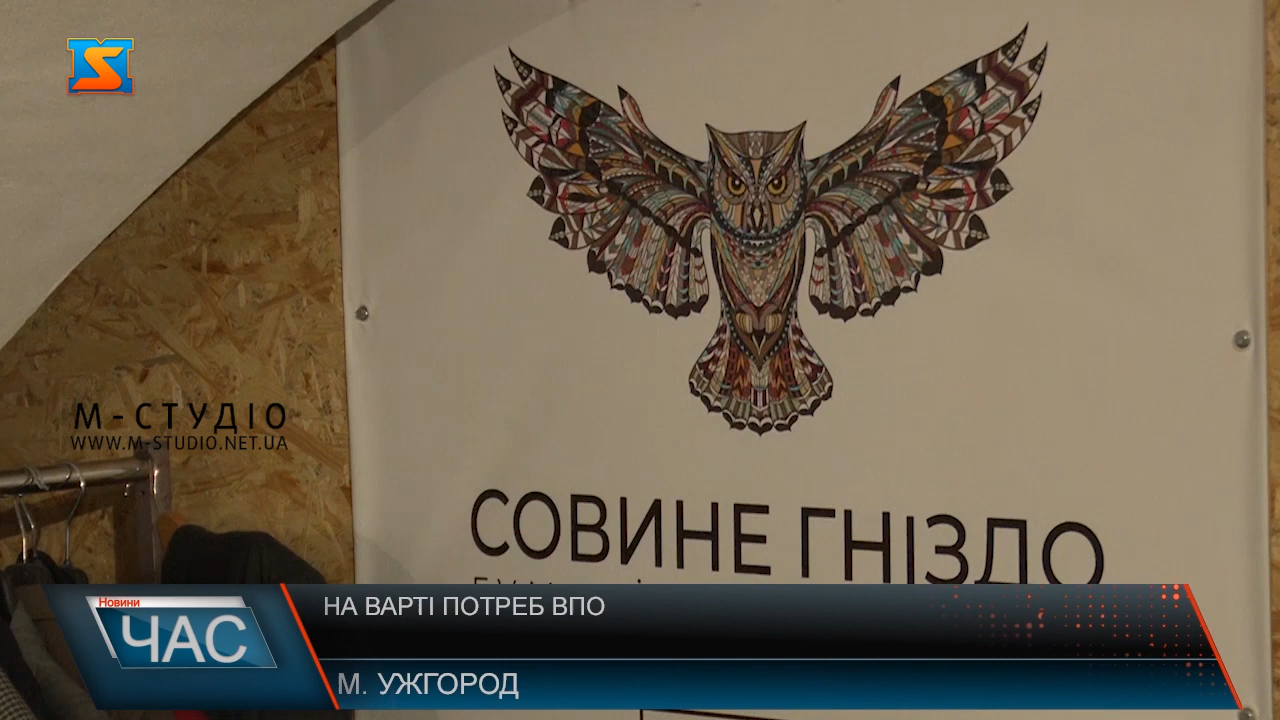 М-СТУДІО
WWW.M-STUDIO.NET.UA
СОВИНЕ ГНІЗДО
Новини
ЧАС
НА ВАРТІ ПОТРЕБ ВПО
М. УЖГОРОД